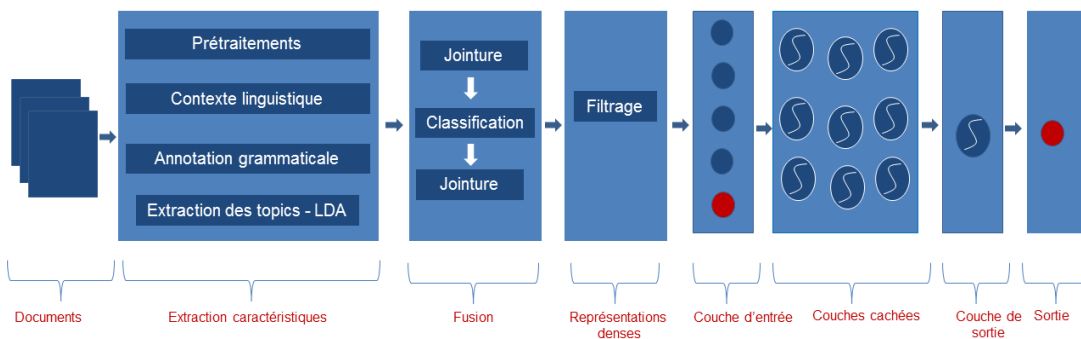 Prétraitements
Contexte linguistique
Annotation grammaticale
Extraction des topics - LDA
Jointure
Classification
Jointure
Filtrage
Documents
Extraction caractéristiques
Fusion
Représentations
denses
Couche d'entrée
Couches cachées
Couche de
sortie
Sortie